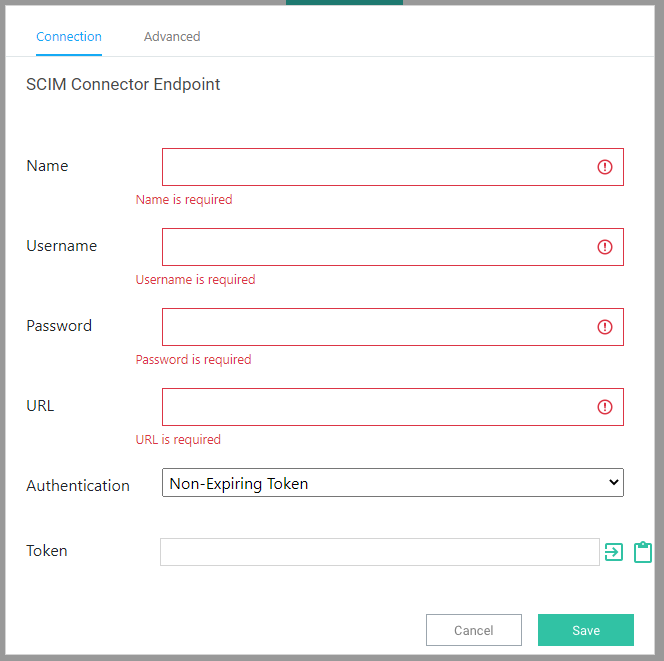 Connection Advanced
SCIM Connector Endpoint
Name
Name is required
Username
Username is required
Password
Password is required
URL
URL is required
Authentication Non-Expiring Token
Token
Cancel Save